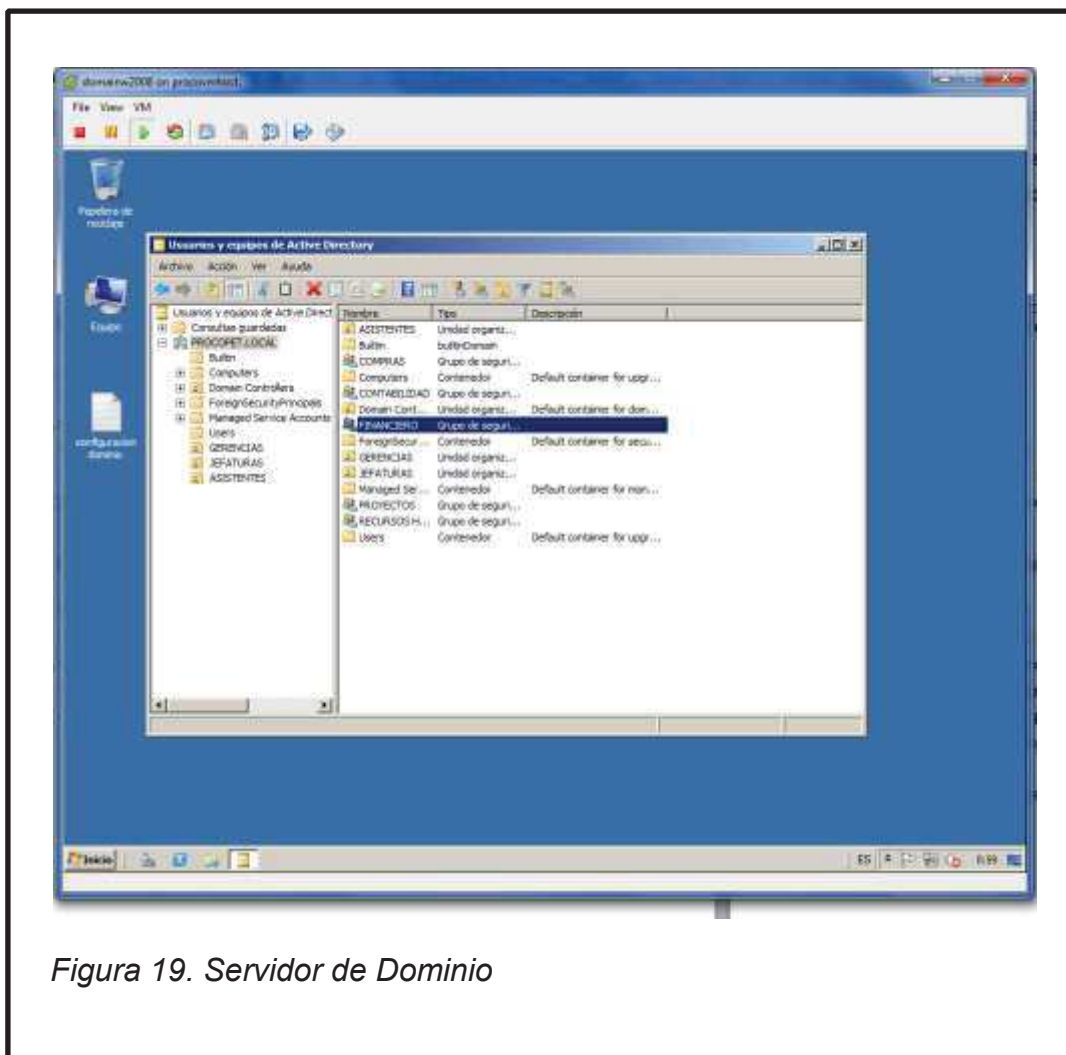 domainw2008 on
File View VM
Papelera de
reciclaje
Equipo
configuracion
dominio
Usuarios y equipos de Active Directory
Archivo Acción Ver Ayuda
Usuarios y equipos de Active Direct
Consultas guardadas
PROCOPET.LOCAL
Builtin
Computers
Domain Controllers
ForeignSecurityPrincipals
Managed Service Accounts
Users
GERENCIAS
JEFATURAS
ASISTENTES
Nombre Tipo Descripción
ASISTENTES Unidad organiz...
Builtin builtinDomain
COMPRAS Grupo de seguri...
Computers Contenedor Default container for upgr...
CONTABILIDAD Grupo de seguri...
Domain Cont... Unidad organiz... Default container for dom...
FINANCIERO Grupo de seguri...
ForeignSecur... Contenedor Default container for secu...
GERENCIAS Unidad organiz...
JEFATURAS Unidad organiz...
Managed Ser... Contenedor Default container for man...
PROYECTOS Grupo de seguri...
RECURSOS H... Grupo de seguri...
Users Contenedor Default container for upgr...
Inicio
ES
Figura 19. Servidor de Dominio